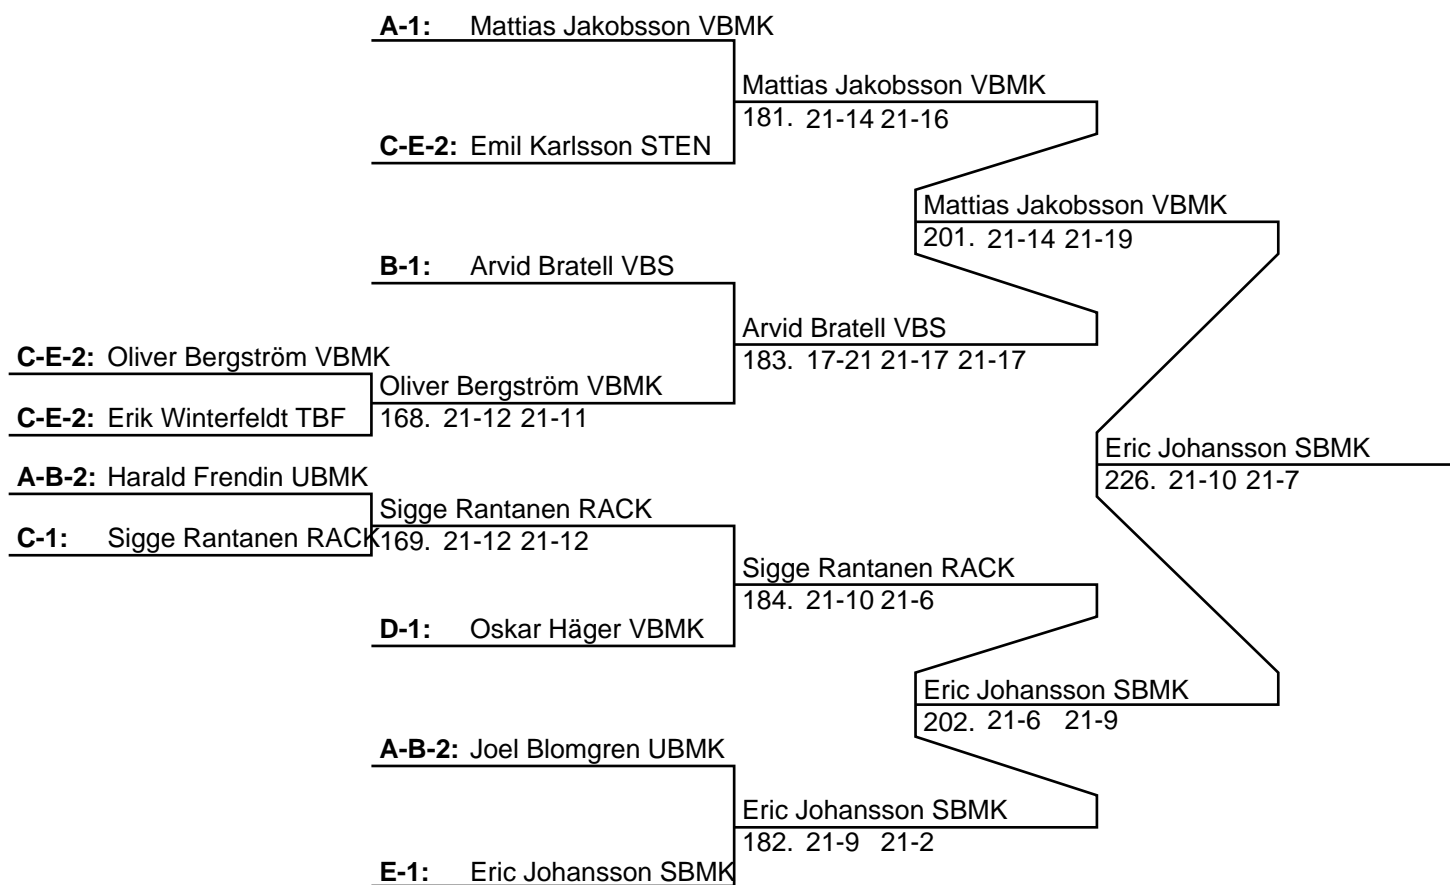 A-1: Mattias Jakobsson VBMK
Mattias Jakobsson VBMK
181. 21-14 21-16
C-E-2: Emil Karlsson STEN
Mattias Jakobsson VBMK
201. 21-14 21-19
B-1: Arvid Bratell VBS
Arvid Bratell VBS
183. 17-21 21-17 21-17
C-E-2: Oliver Bergström VBMK
Oliver Bergström VBMK
168. 21-12 21-11
C-E-2: Erik Winterfeldt TBF
Eric Johansson SBMK
226. 21-10 21-7
A-B-2: Harald Frendin UBMK
Sigge Rantanen RACK
169. 21-12 21-12
C-1: Sigge Rantanen RACK
Sigge Rantanen RACK
184. 21-10 21-6
D-1: Oskar Häger VBMK
Eric Johansson SBMK
202. 21-6 21-9
A-B-2: Joel Blomgren UBMK
Eric Johansson SBMK
182. 21-9 21-2
E-1: Eric Johansson SBMK